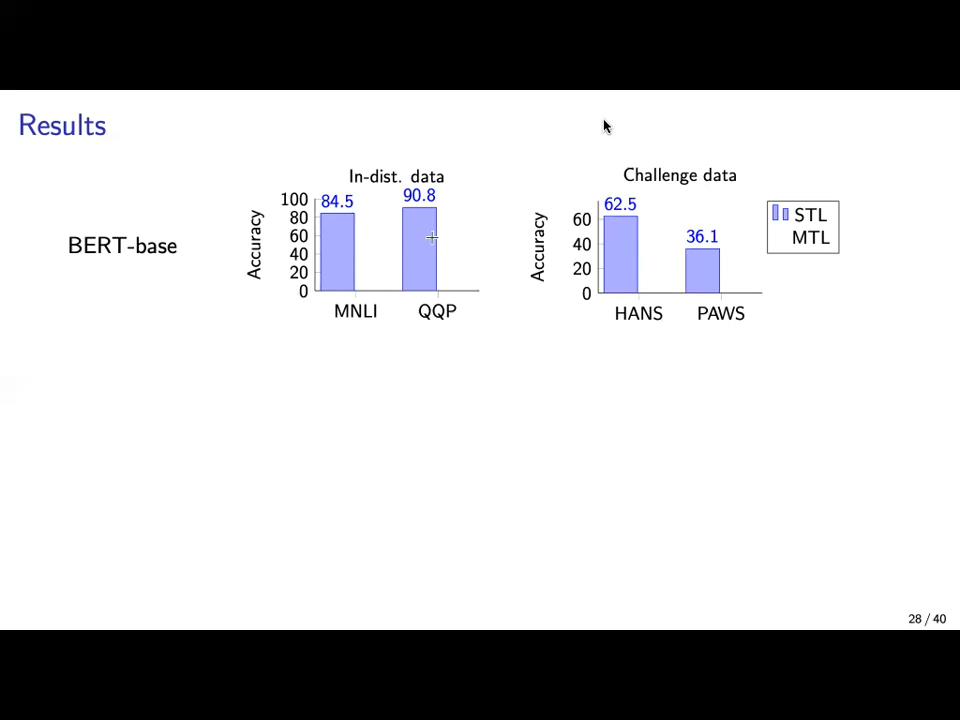 Results
BERT-base
In-dist. data
Accuracy
100
80
60
40
20
0
84.5
90.8
MNLI
QQP
Challenge data
Accuracy
60
40
20
0
62.5
36.1
HANS
PAWS
STL
MTL
28 / 40